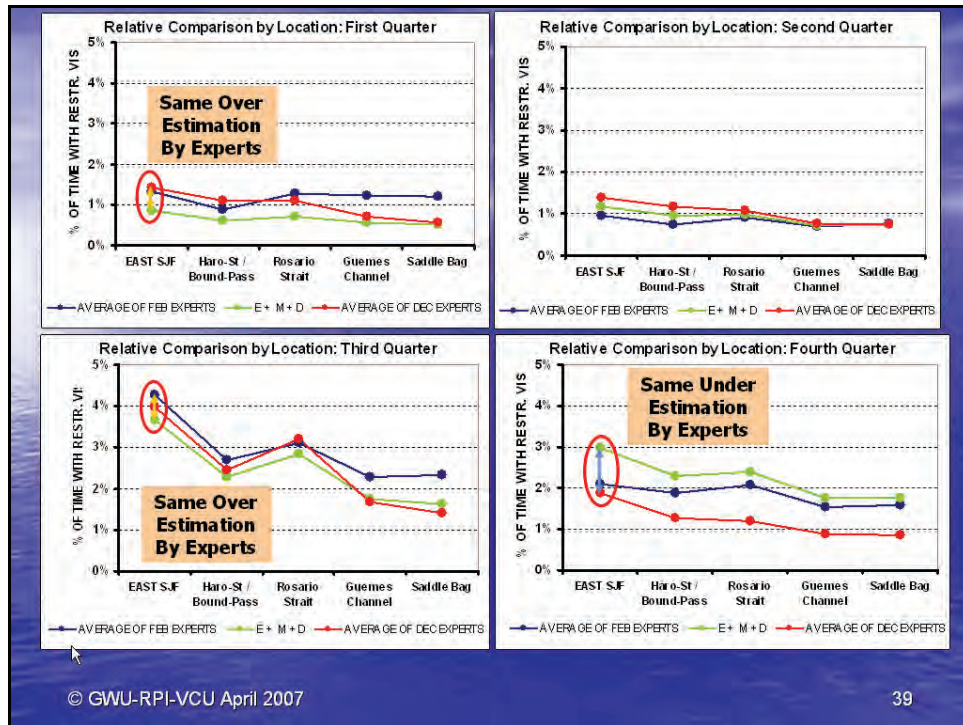 Relative Comparison by Location: First Quarter
% OF TIME WITH RESTR. VIS
5%
4%
3%
2%
1%
0%
Same Over
Estimation
By Experts
EAST SJF
Haro-St /
Bound-Pass
Rosario
Strait
Guemes
Channel
Saddle Bag
AVERAGE OF FEB EXPERTS
E + M + D
AVERAGE OF DEC EXPERTS
Relative Comparison by Location: Second Quarter
% OF TIME WITH RESTR. VIS
5%
4%
3%
2%
1%
0%
EAST SJF
Haro-St /
Bound-Pass
Rosario
Strait
Guemes
Channel
Saddle Bag
AVERAGE OF FEB EXPERTS
E + M + D
AVERAGE OF DEC EXPERTS
Relative Comparison by Location: Third Quarter
% OF TIME WITH RESTR. VI:
5%
4%
3%
2%
1%
0%
Same Over
Estimation
By Experts
EAST SJF
Haro-St /
Bound-Pass
Rosario
Strait
Guemes
Channel
Saddle Bag
AVERAGE OF FEB EXPERTS
E + M + D
AVERAGE OF DEC EXPERTS
Relative Comparison by Location: Fourth Quarter
% OF TIME WITH RESTR. VIS
5%
4%
3%
2%
1%
0%
Same Under
Estimation
By Experts
EAST SJF
Haro-St /
Bound-Pass
Rosario
Strait
Guemes
Channel
Saddle Bag
AVERAGE OF FEB EXPERTS
E + M + D
AVERAGE OF DEC EXPERTS
© GWU-RPI-VCU April 2007
39